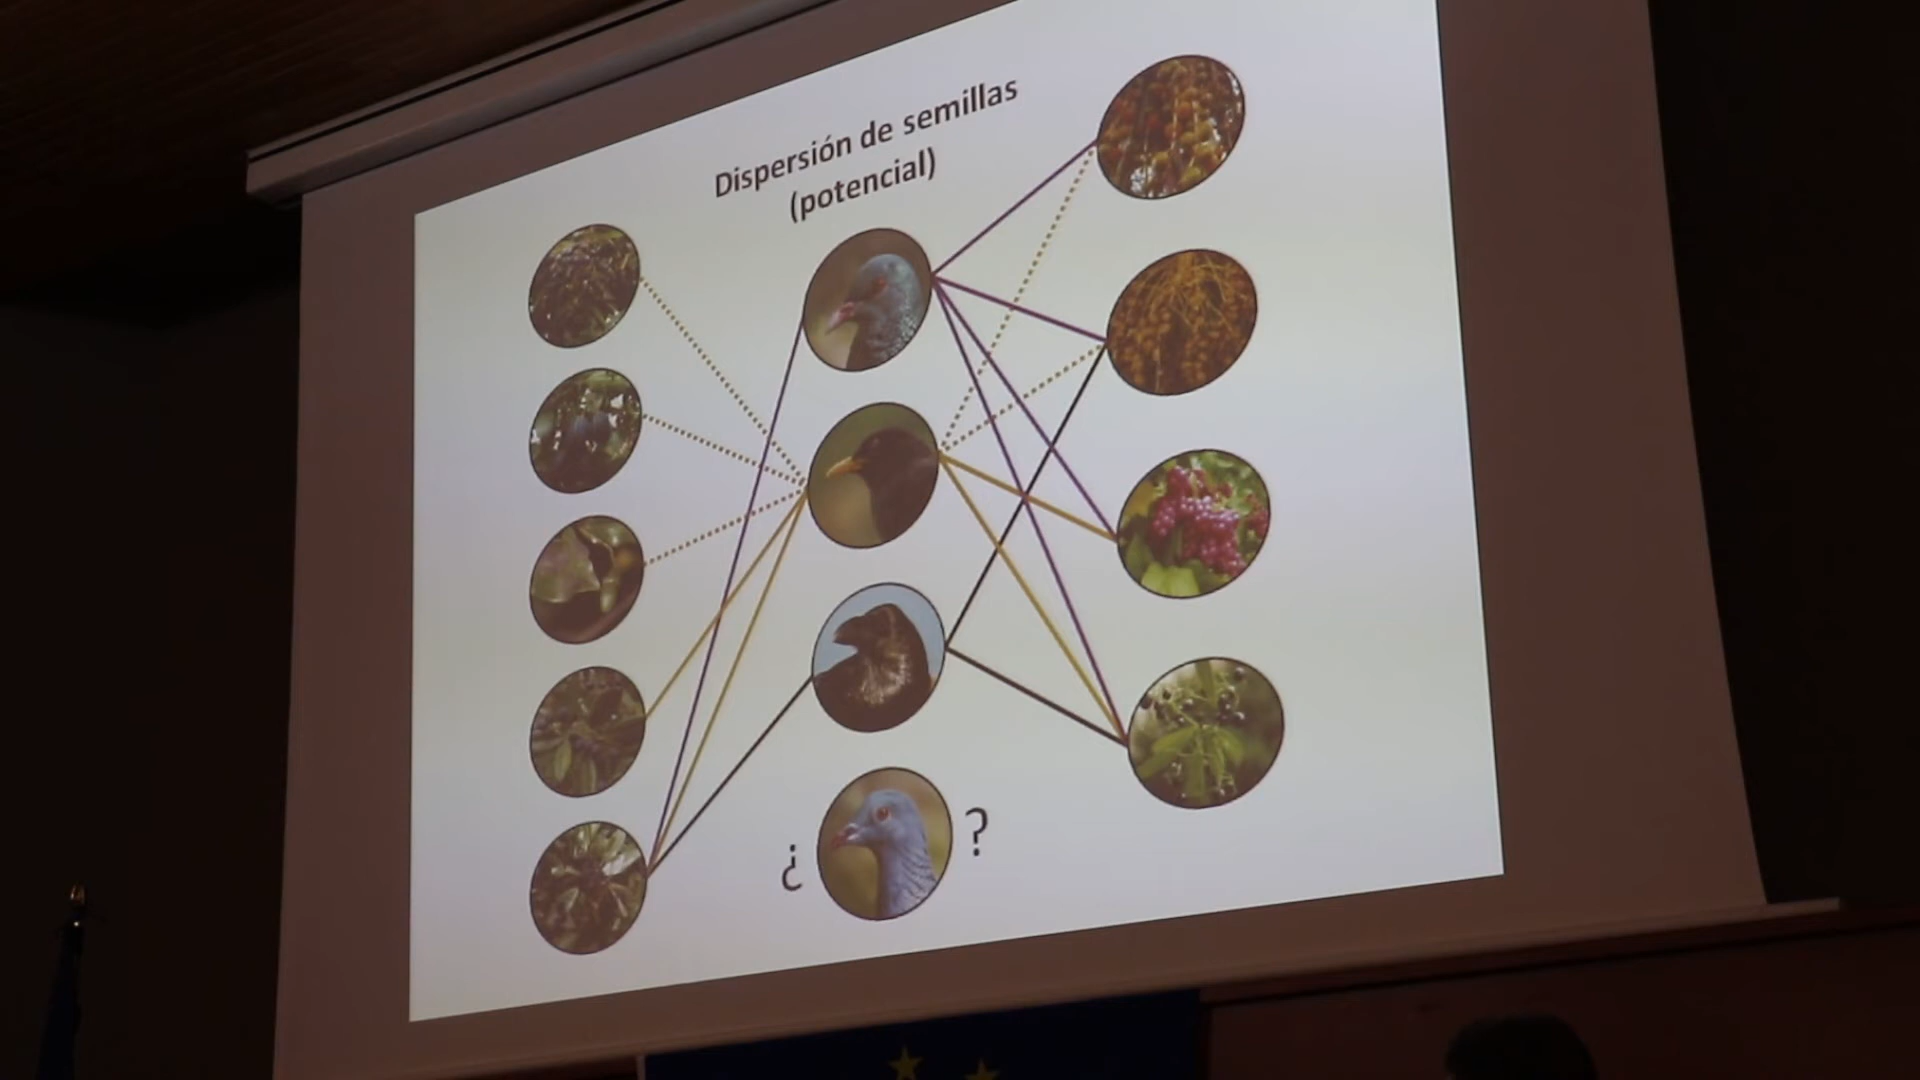 Dispersión de semillas
(potencial)
¿ ?